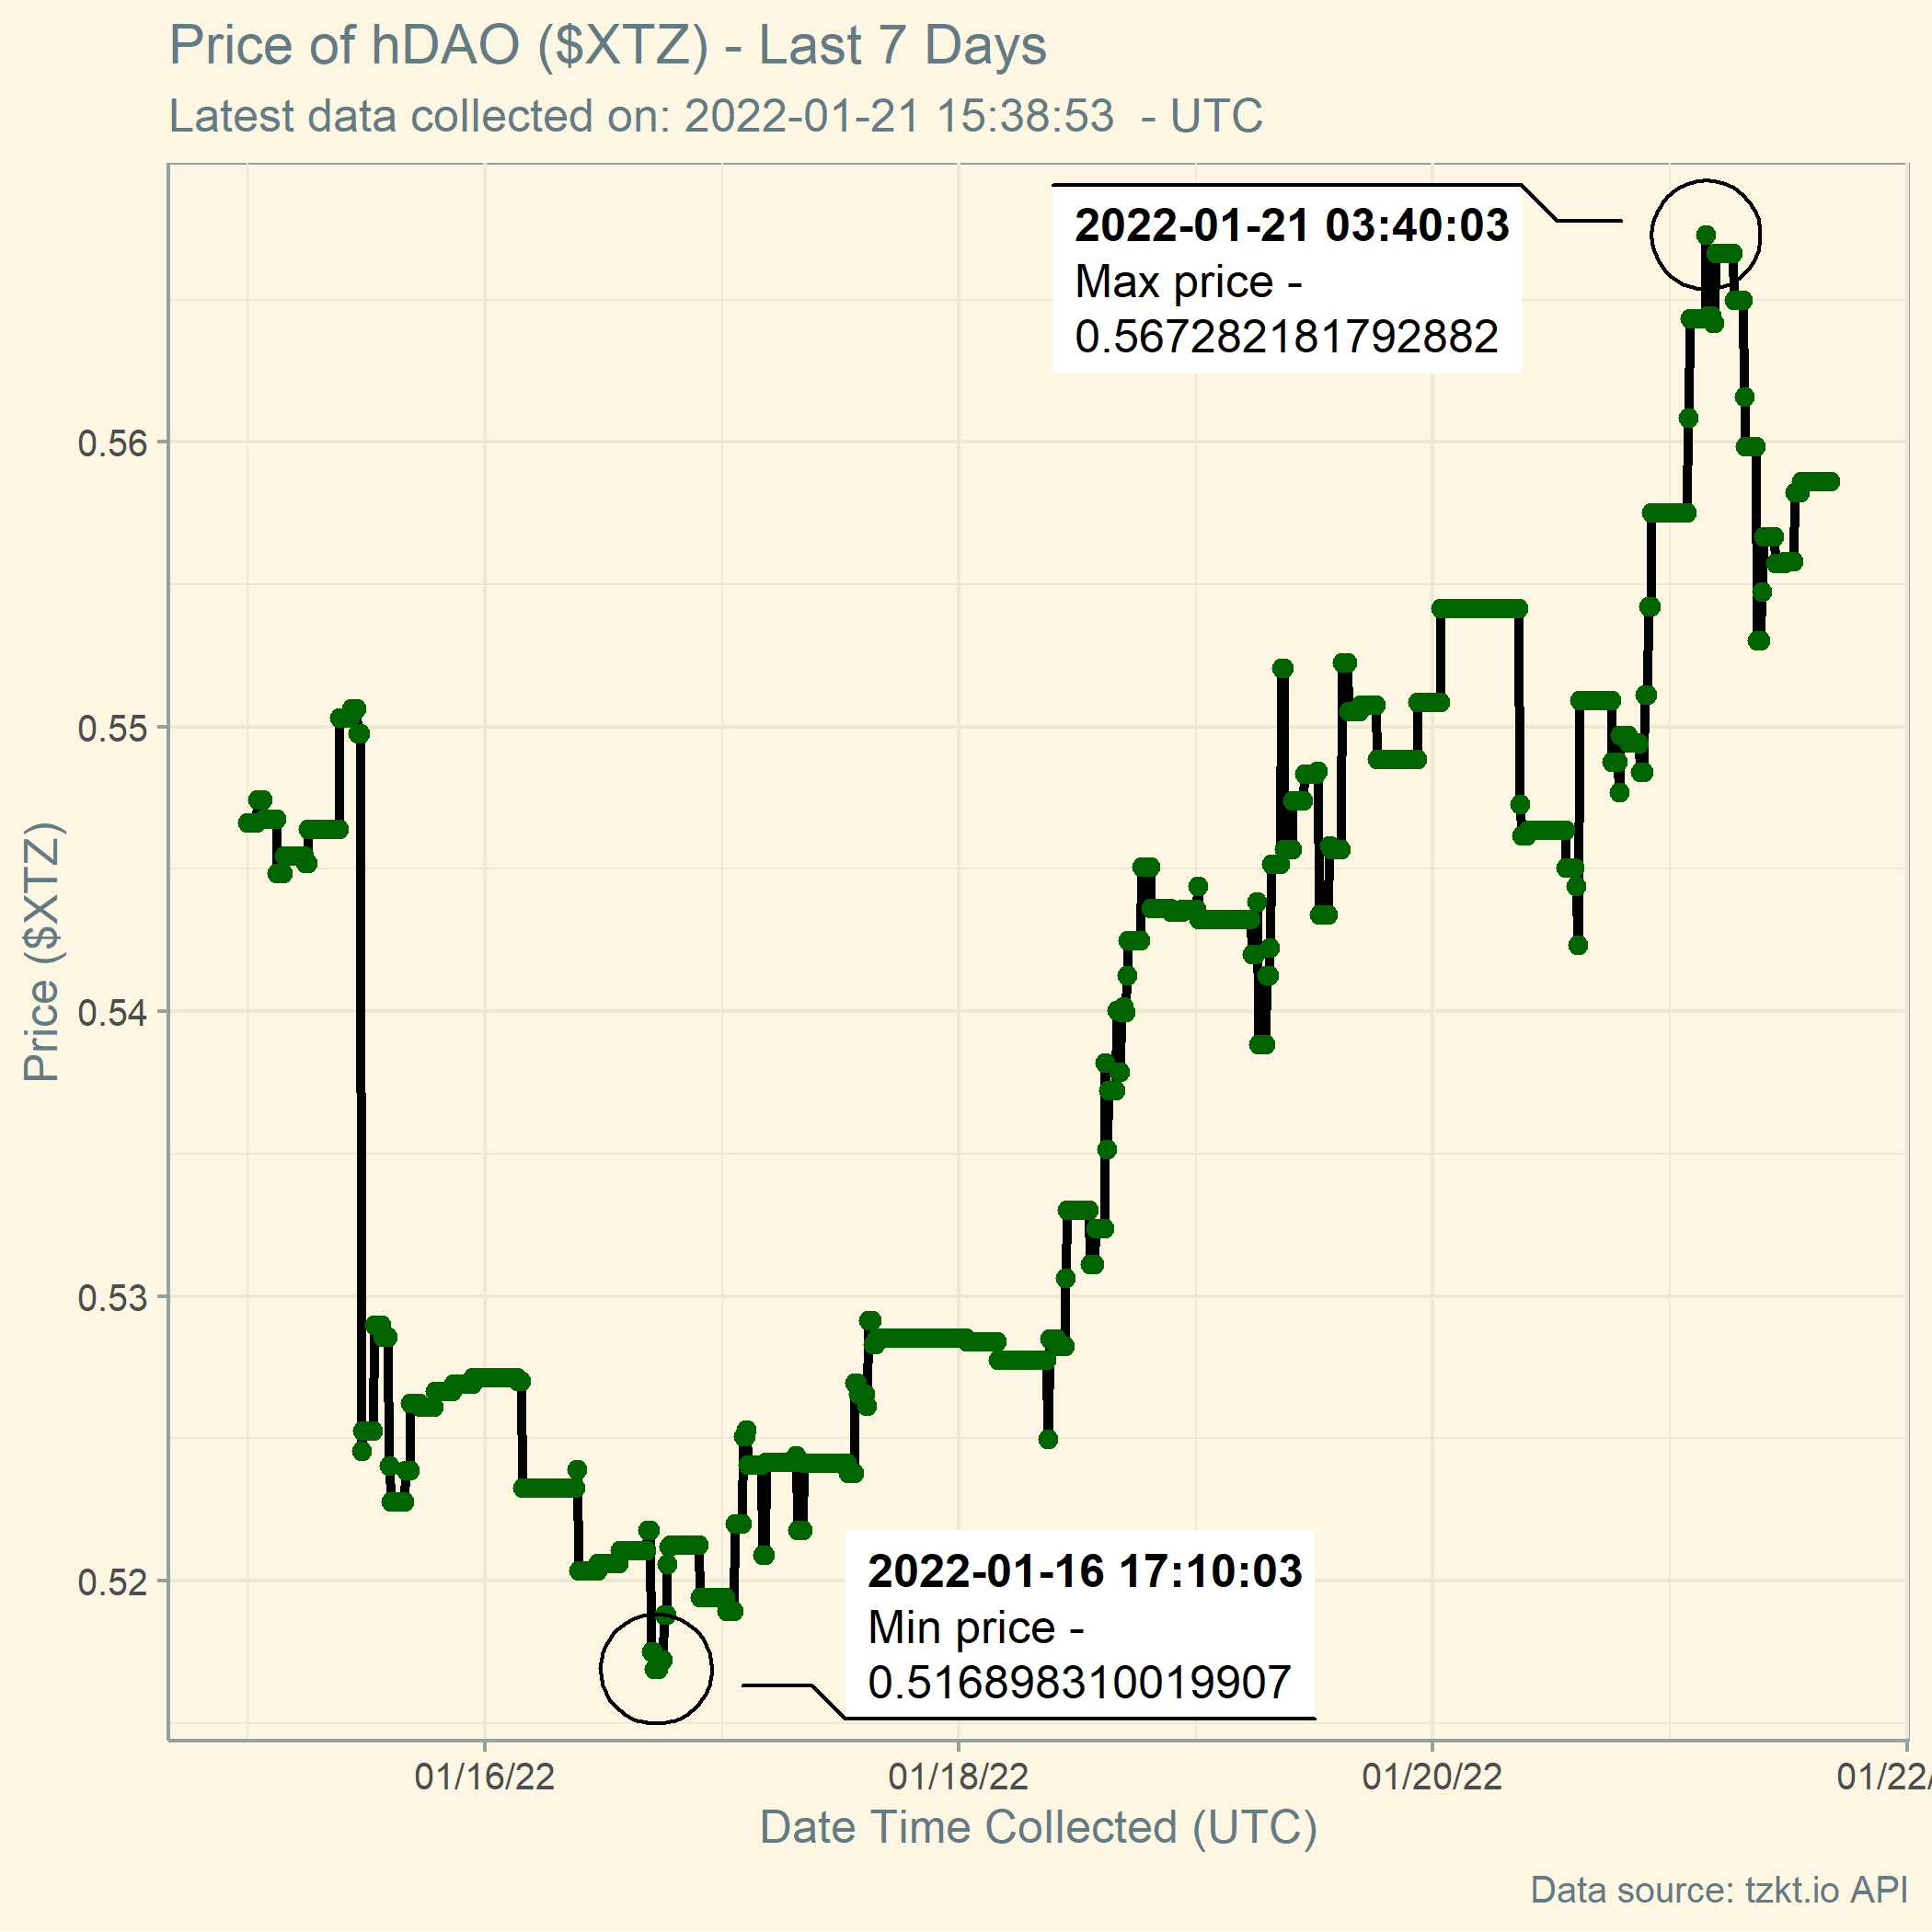 Price of hDAO ($XTZ) - Last 7 Days
Latest data collected on: 2022-01-21 15:38:53  - UTC
2022-01-21 03:40:03
Max price -
0.567282181792882
0.56
0.55
0.54
0.53
0.52
Price ($XTZ)
2022-01-16 17:10:03
Min price -
0.516898310019907
01/16/22
01/18/22
01/20/22
01/22/
Date Time Collected (UTC)
Data source: tzkt.io API